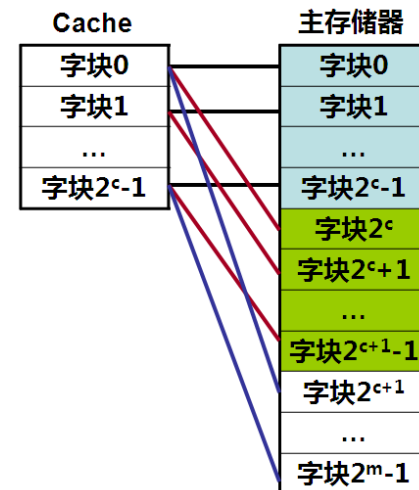 Cache
字块0
字块1
...
字块2ᶜ-1
主存储器
字块0
字块1
...
字块2ᶜ-1
字块2ᶜ
字块2ᶜ+1
...
字块2ᶜ⁺¹-1
字块2ᶜ⁺¹
...
字块2ᵐ-1